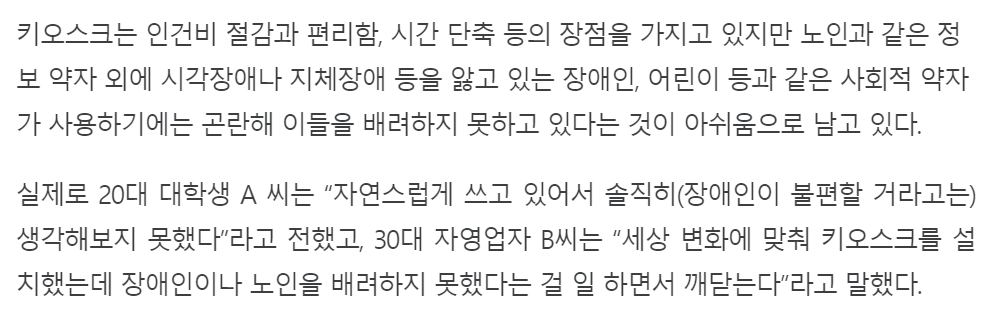 키오스크는 인건비 절감과 편리함, 시간 단축 등의 장점을 가지고 있지만 노인과 같은 정
보 약자 외에 시각장애나 지체장애 등을 앓고 있는 장애인, 어린이 등과 같은 사회적 약자
가 사용하기에는 곤란해 이들을 배려하지 못하고 있다는 것이 아쉬움으로 남고 있다.
실제로 20대 대학생 A 씨는 “자연스럽게 쓰고 있어서 솔직히(장애인이 불편할 거라고는)
생각해보지 못했다”라고 전했고, 30대 자영업자 B씨는 “세상 변화에 맞춰 키오스크를 설
치했는데 장애인이나 노인을 배려하지 못했다는 걸 일 하면서 깨닫는다”라고 말했다.